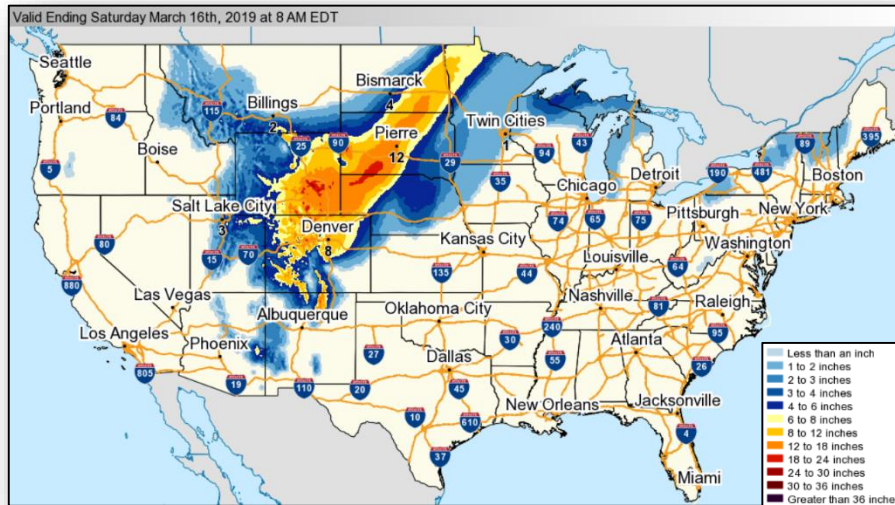 Valid Ending Saturday March 16th, 2019 at 8 AM EDT
Seattle
Portland
84
115
Billings
2
Bismarck
4
Twin Cities
1
Boise
25
90
Pierre
12
29
94
43
395
5
35
Chicago
Detroit
190
481
89
Boston
Salt Lake City
3
Denver
8
74
65
75
Pittsburgh
New York
80
15
70
Kansas City
135
44
Louisville
64
Washington
880
Las Vegas
Albuquerque
Oklahoma City
240
Nashville
81
Raleigh
Los Angeles
Phoenix
27
30
95
805
19
110
20
Dallas
45
55
Atlanta
26
10
610
New Orleans
Jacksonville
37
4
Miami
Less than an inch
1 to 2 inches
2 to 3 inches
3 to 4 inches
4 to 6 inches
6 to 8 inches
8 to 12 inches
12 to 18 inches
18 to 24 inches
24 to 30 inches
30 to 36 inches
Greater than 36 inche